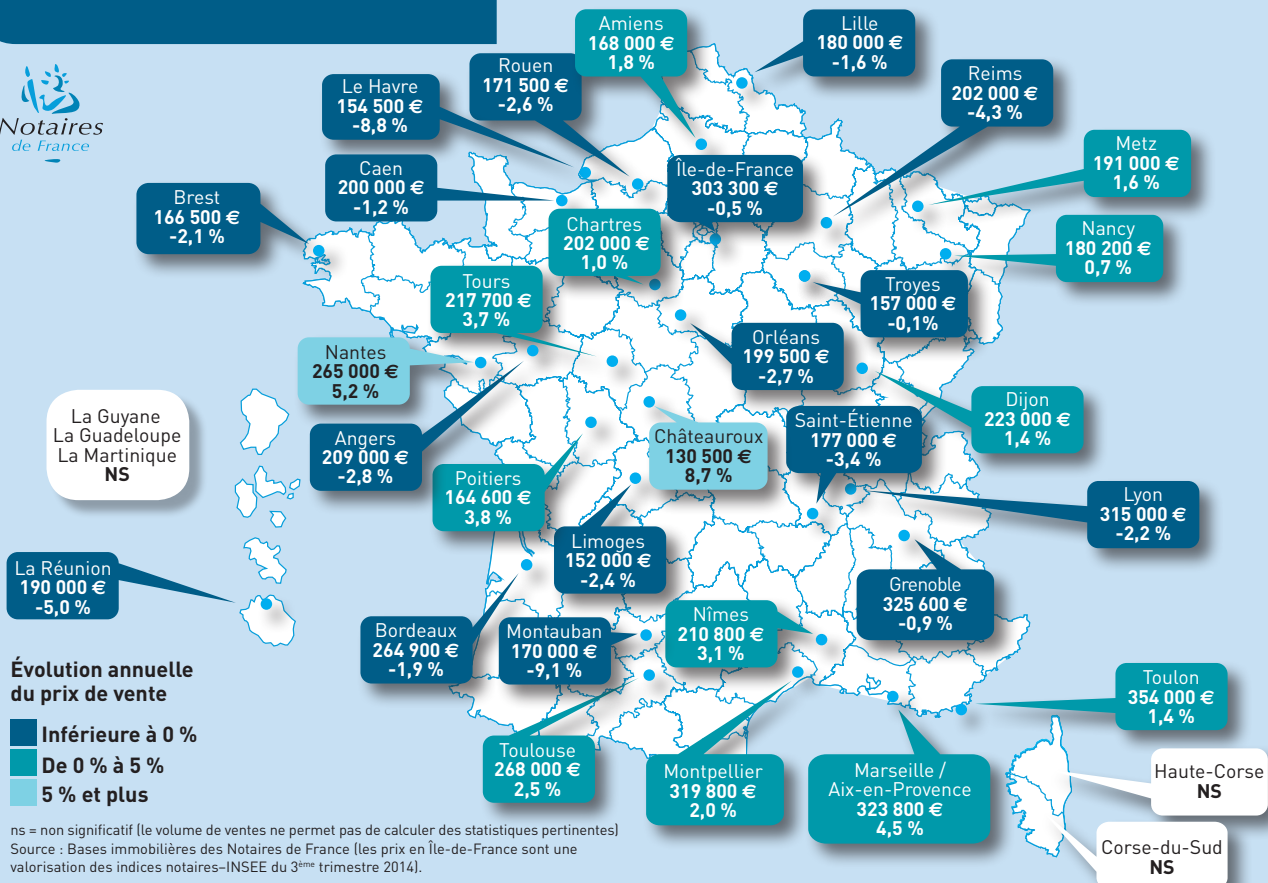 Notaires
de France
Amiens
168 000 €
1,8 %
Lille
180 000 €
-1,6 %
Rouen
171 500 €
-2,6 %
Reims
202 000 €
-4,3 %
Le Havre
154 500 €
-8,8 %
Metz
191 000 €
1,6 %
Caen
200 000 €
-1,2 %
Île-de-France
303 300 €
-0,5 %
Brest
166 500 €
-2,1 %
Chartres
202 000 €
1,0 %
Nancy
180 200 €
0,7 %
Tours
217 700 €
3,7 %
Troyes
157 000 €
-0,1%
Orléans
199 500 €
-2,7 %
Nantes
265 000 €
5,2 %
Dijon
223 000 €
1,4 %
La Guyane
La Guadeloupe
La Martinique
NS
Angers
209 000 €
-2,8 %
Châteauroux
130 500 €
8,7 %
Saint-Étienne
177 000 €
-3,4 %
Poitiers
164 600 €
3,8 %
Lyon
315 000 €
-2,2 %
Limoges
152 000 €
-2,4 %
La Réunion
190 000 €
-5,0 %
Grenoble
325 600 €
-0,9 %
Bordeaux
264 900 €
-1,9 %
Montauban
170 000 €
-9,1 %
Nîmes
210 800 €
3,1 %
Toulon
354 000 €
1,4 %
Toulouse
268 000 €
2,5 %
Montpellier
319 800 €
2,0 %
Marseille /
Aix-en-Provence
323 800 €
4,5 %
Haute-Corse
NS
Corse-du-Sud
NS
Évolution annuelle
du prix de vente
Inférieure à 0 %
De 0 % à 5 %
5 % et plus
ns = non significatif (le volume de ventes ne permet pas de calculer des statistiques pertinentes)
Source : Bases immobilières des Notaires de France (les prix en Île-de-France sont une
valorisation des indices notaires–INSEE du 3ème trimestre 2014).